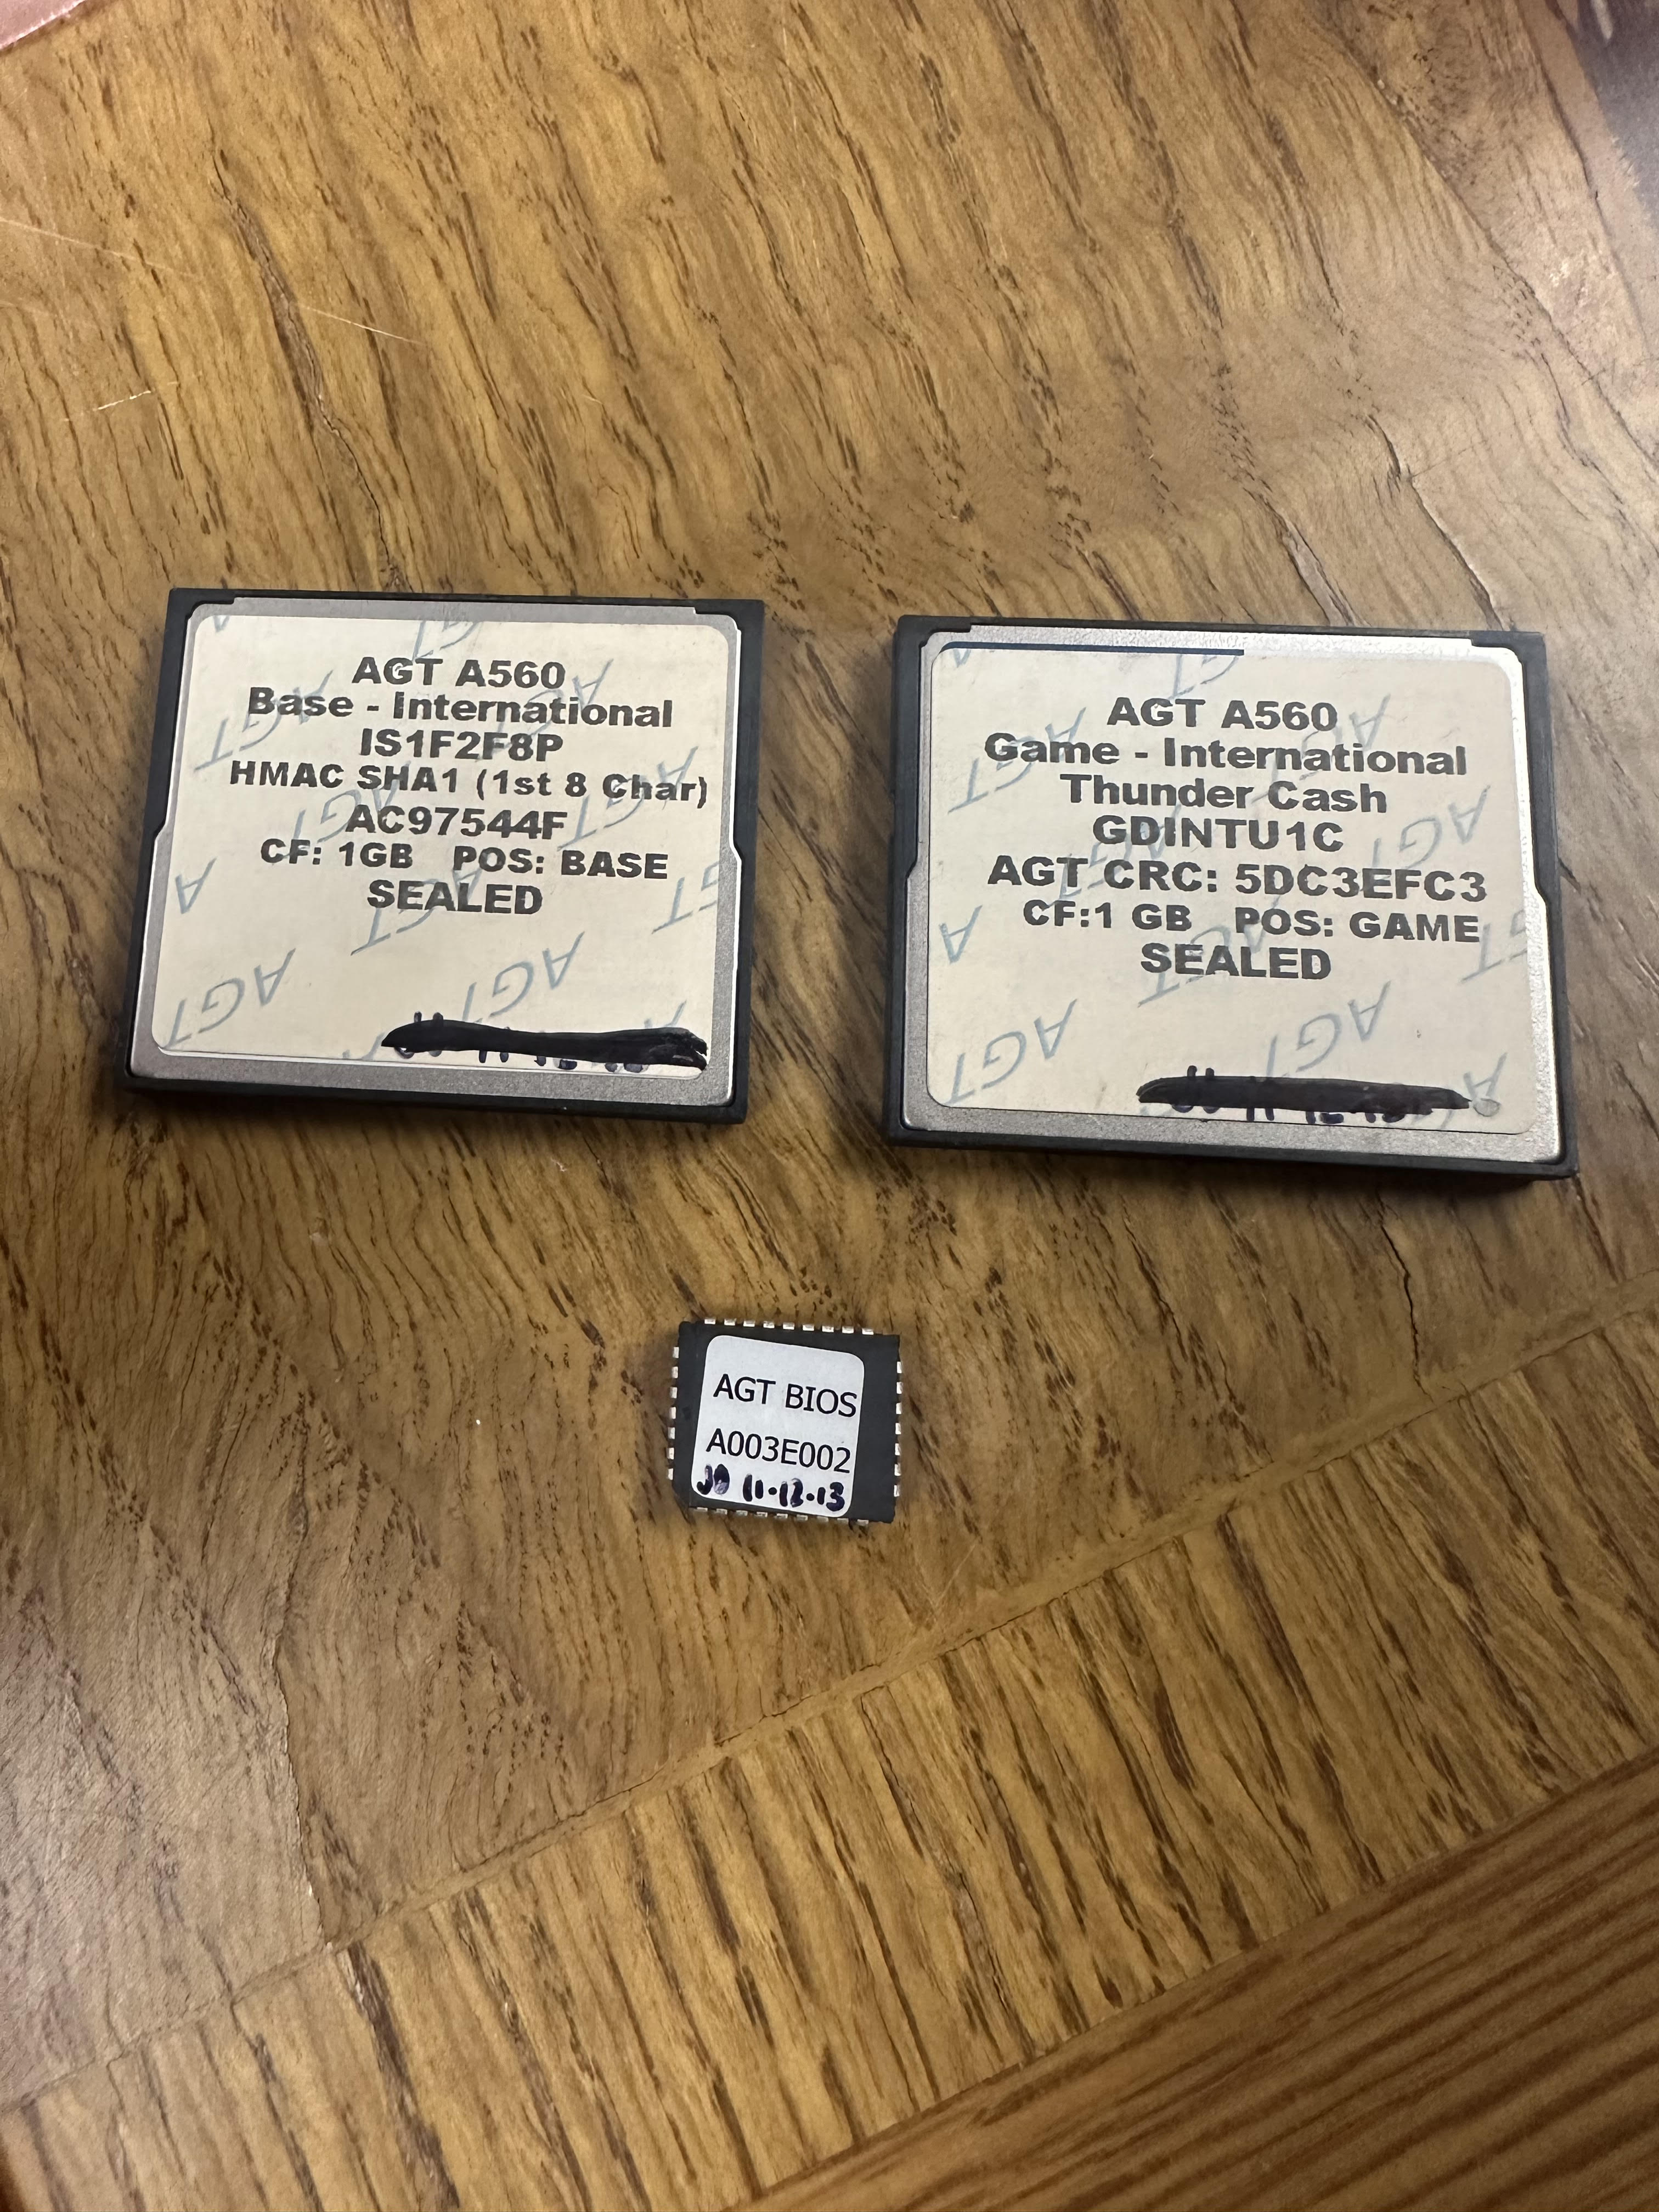 AGT A560
Base - International
IS1F2F8P
HMAC SHA1 (1st 8 Char)
AC97544F
CF: 1GB POS: BASE
SEALED
AGT A560
Game - International
Thunder Cash
GDINTU1C
AGT CRC: 5DC3EFC3
CF:1 GB POS: GAME
SEALED
AGT BIOS
A003E002
11.12.13